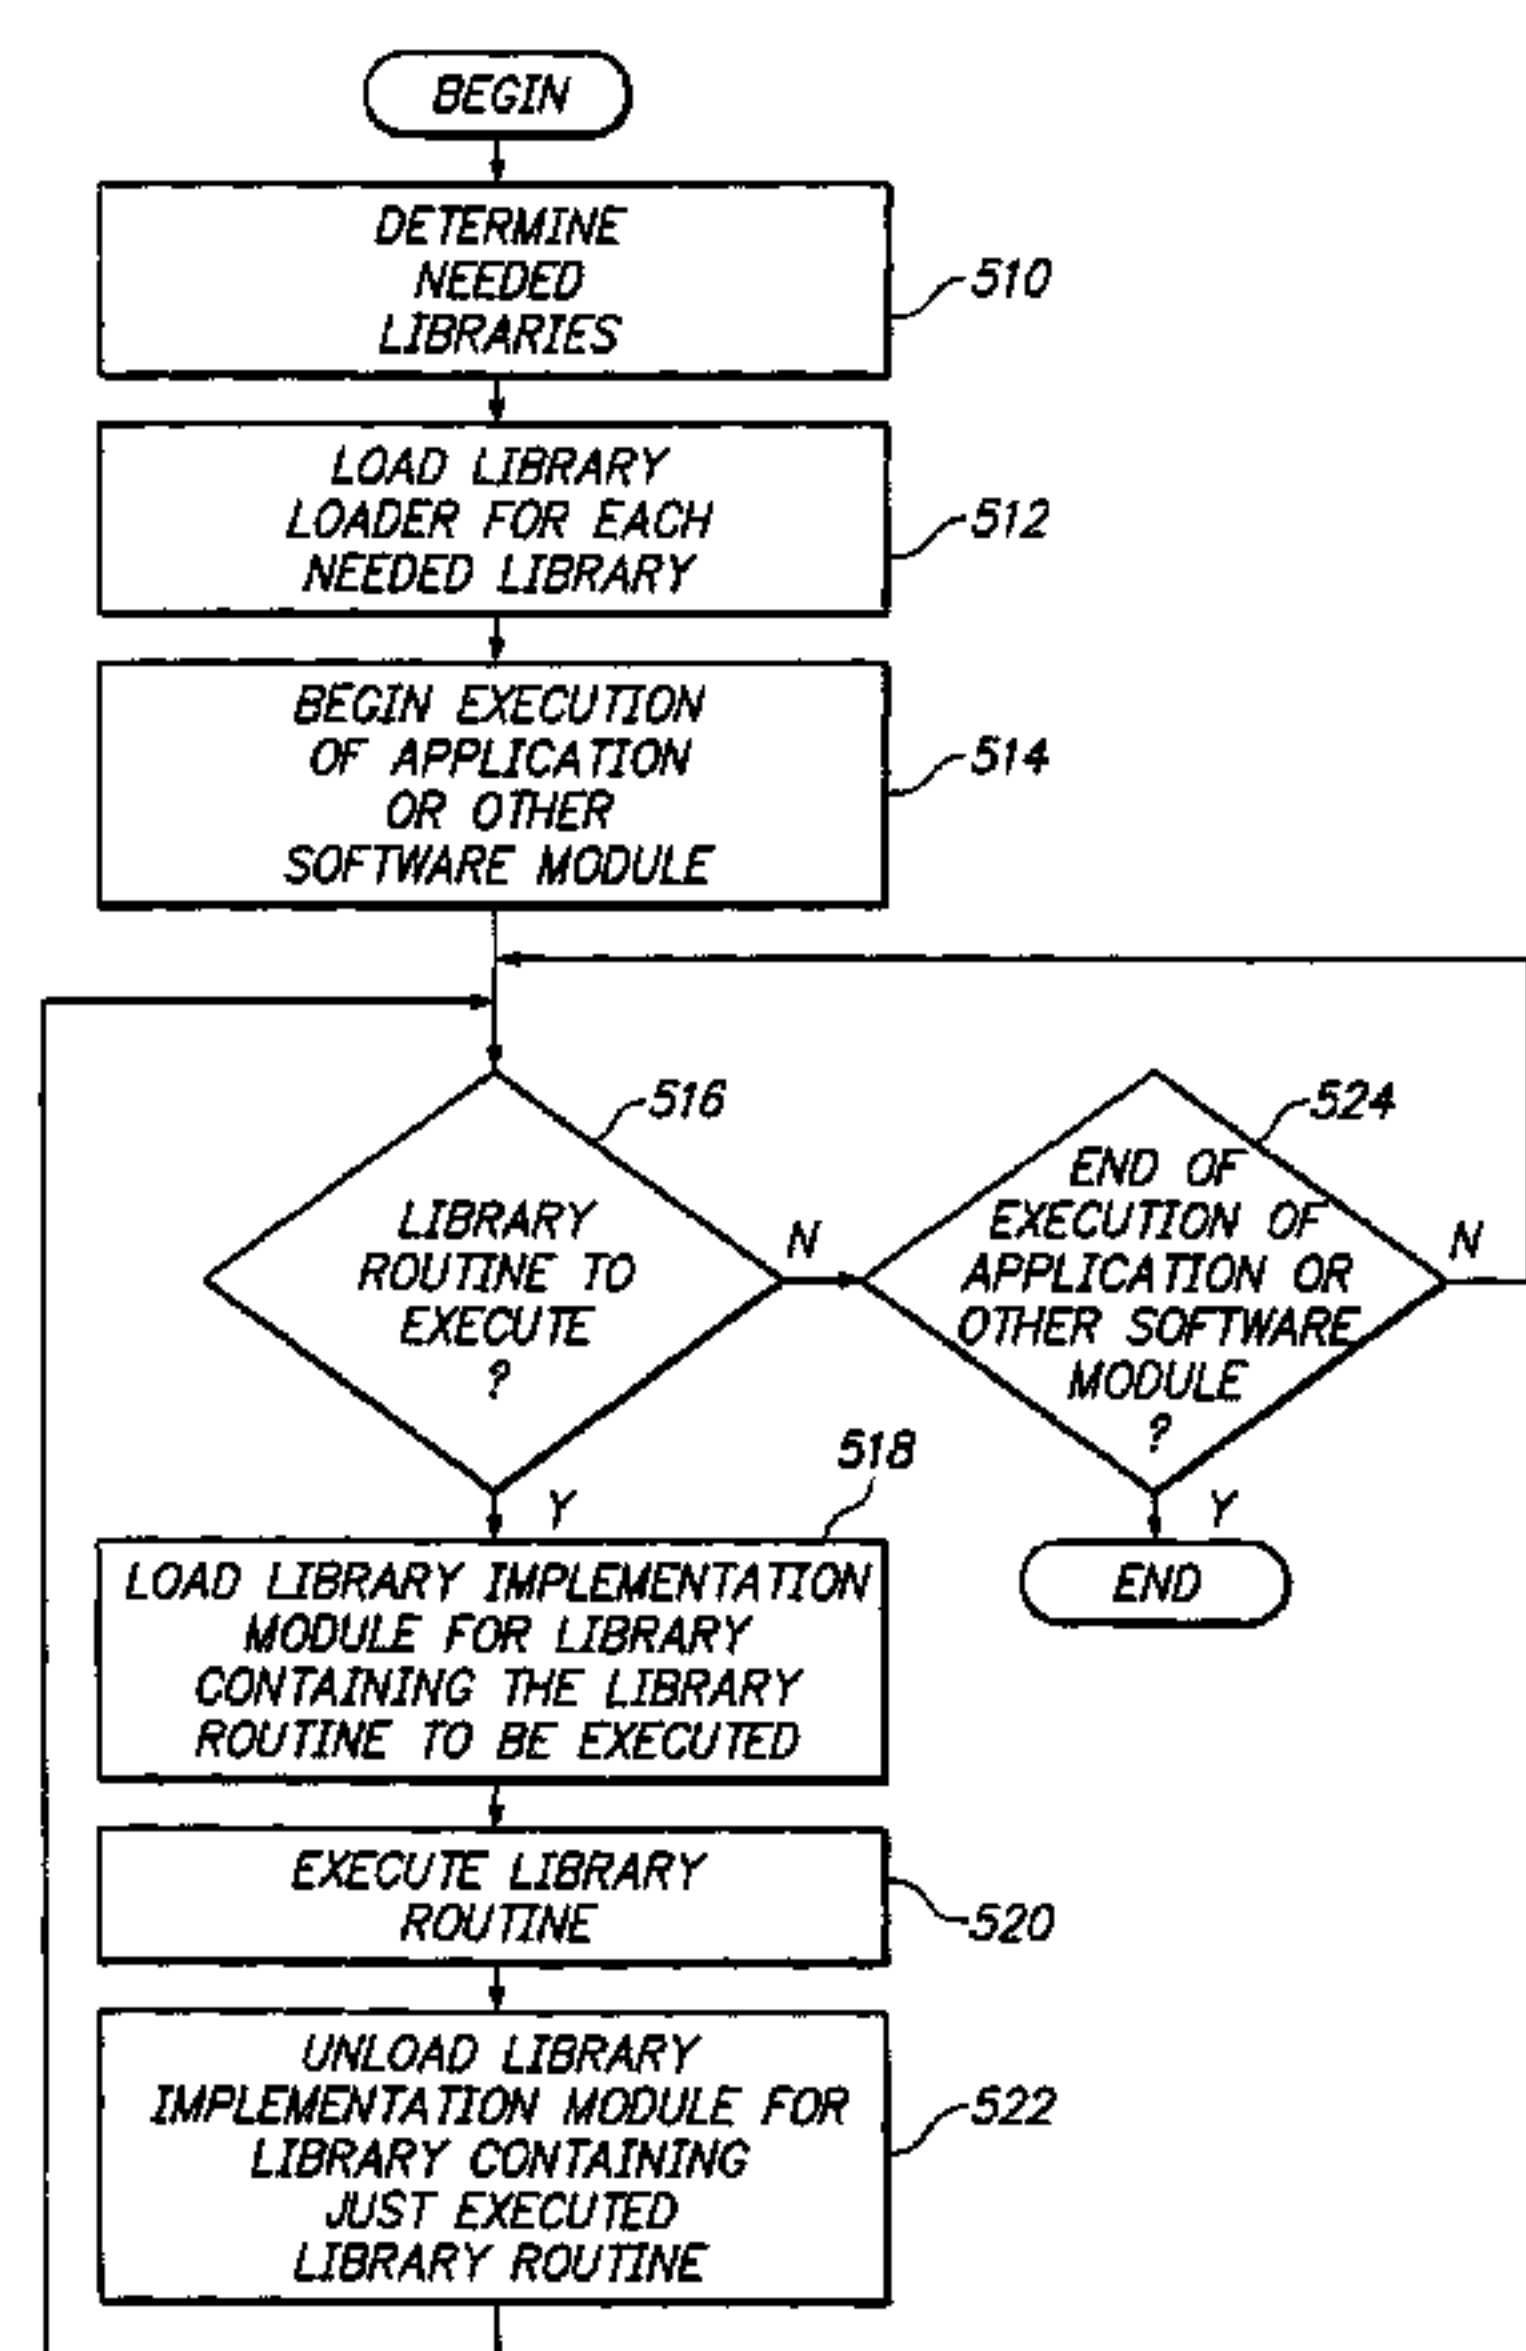 BEGIN
DETERMINE
NEEDED
LIBRARIES
510
LOAD LIBRARY
LOADER FOR EACH
NEEDED LIBRARY
512
BEGIN EXECUTION
OF APPLICATION
OR OTHER
SOFTWARE MODULE
514
516
LIBRARY
ROUTINE TO
EXECUTE
?
N
524
END OF
EXECUTION OF
APPLICATION OR
OTHER SOFTWARE
MODULE
?
N
Y
518
Y
END
LOAD LIBRARY IMPLEMENTATION
MODULE FOR LIBRARY
CONTAINING THE LIBRARY
ROUTINE TO BE EXECUTED
EXECUTE LIBRARY
ROUTINE
520
UNLOAD LIBRARY
IMPLEMENTATION MODULE FOR
LIBRARY CONTAINING
JUST EXECUTED
LIBRARY ROUTINE
522